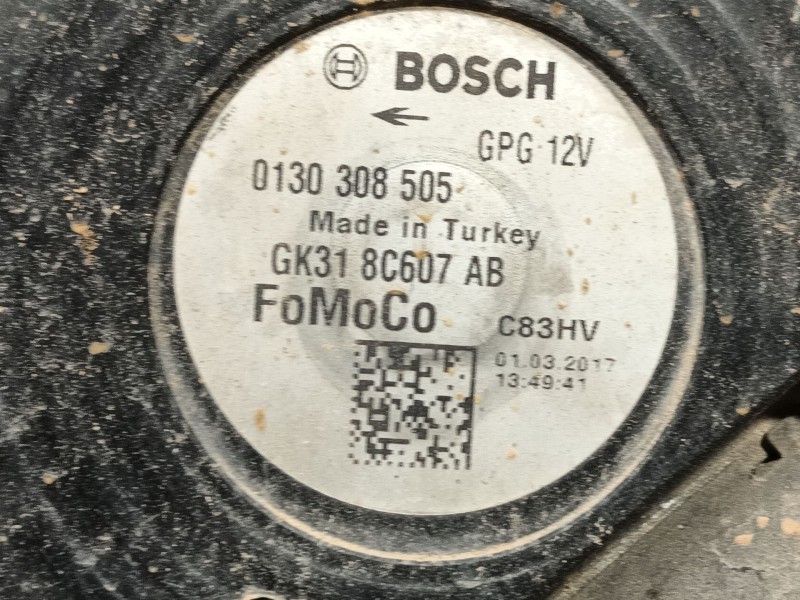 BOSCH
GPG 12V
0130 308 505
Made in Turkey
GK31 8C607 AB
FoMoCo
C83HV
01.03.2017
13:49:41